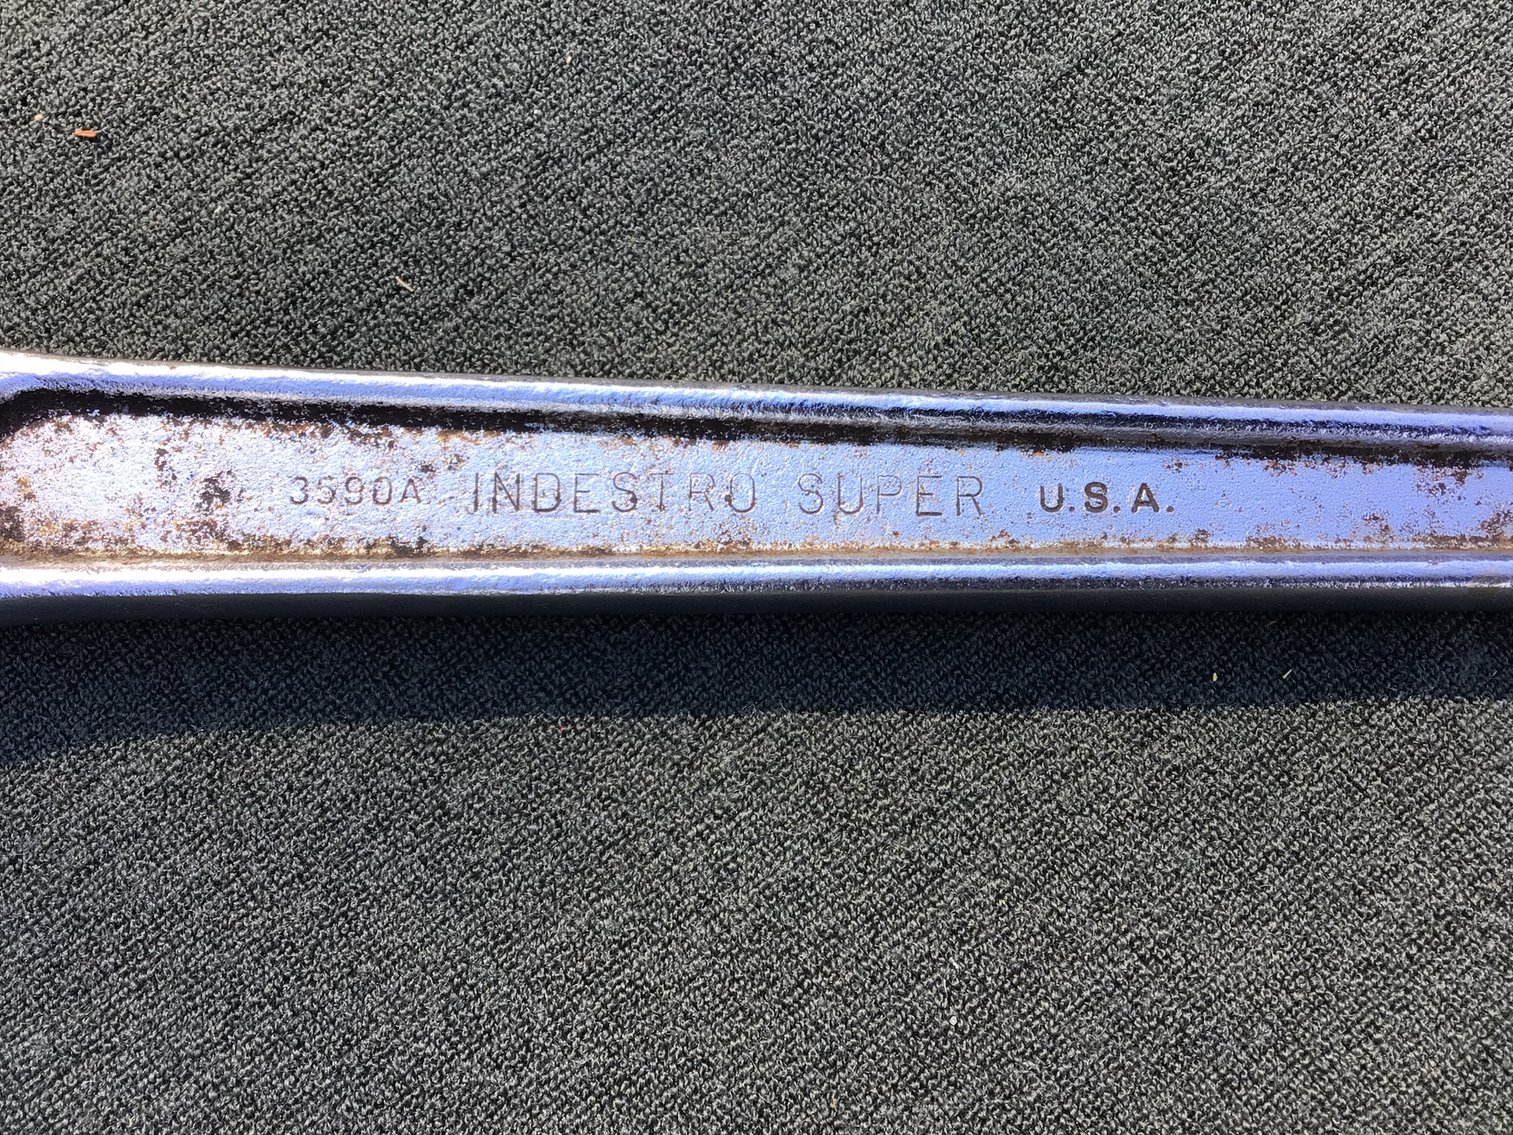 3590A INDESTRO SUPER U.S.A.